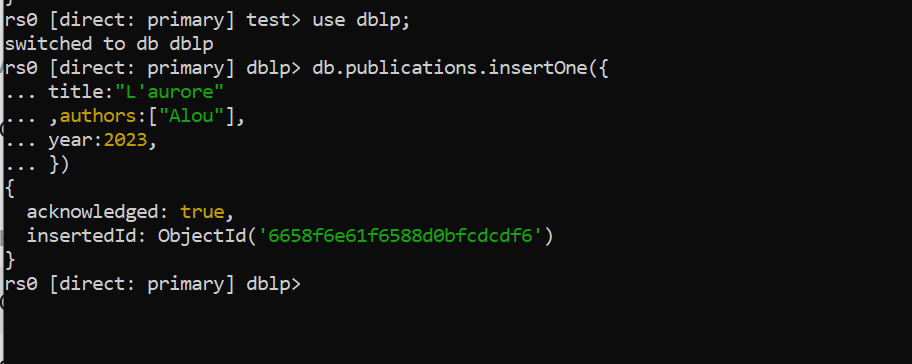 rs0 [direct: primary] test> use dblp;
switched to db dblp
rs0 [direct: primary] dblp> db.publications.insertOne({
... title:"L'aurore"
... ,authors:["Alou"],
... year:2023,
... })
{
  acknowledged: true,
  insertedId: ObjectId('6658f6e61f6588d0bfcdcdf6')
}
rs0 [direct: primary] dblp>